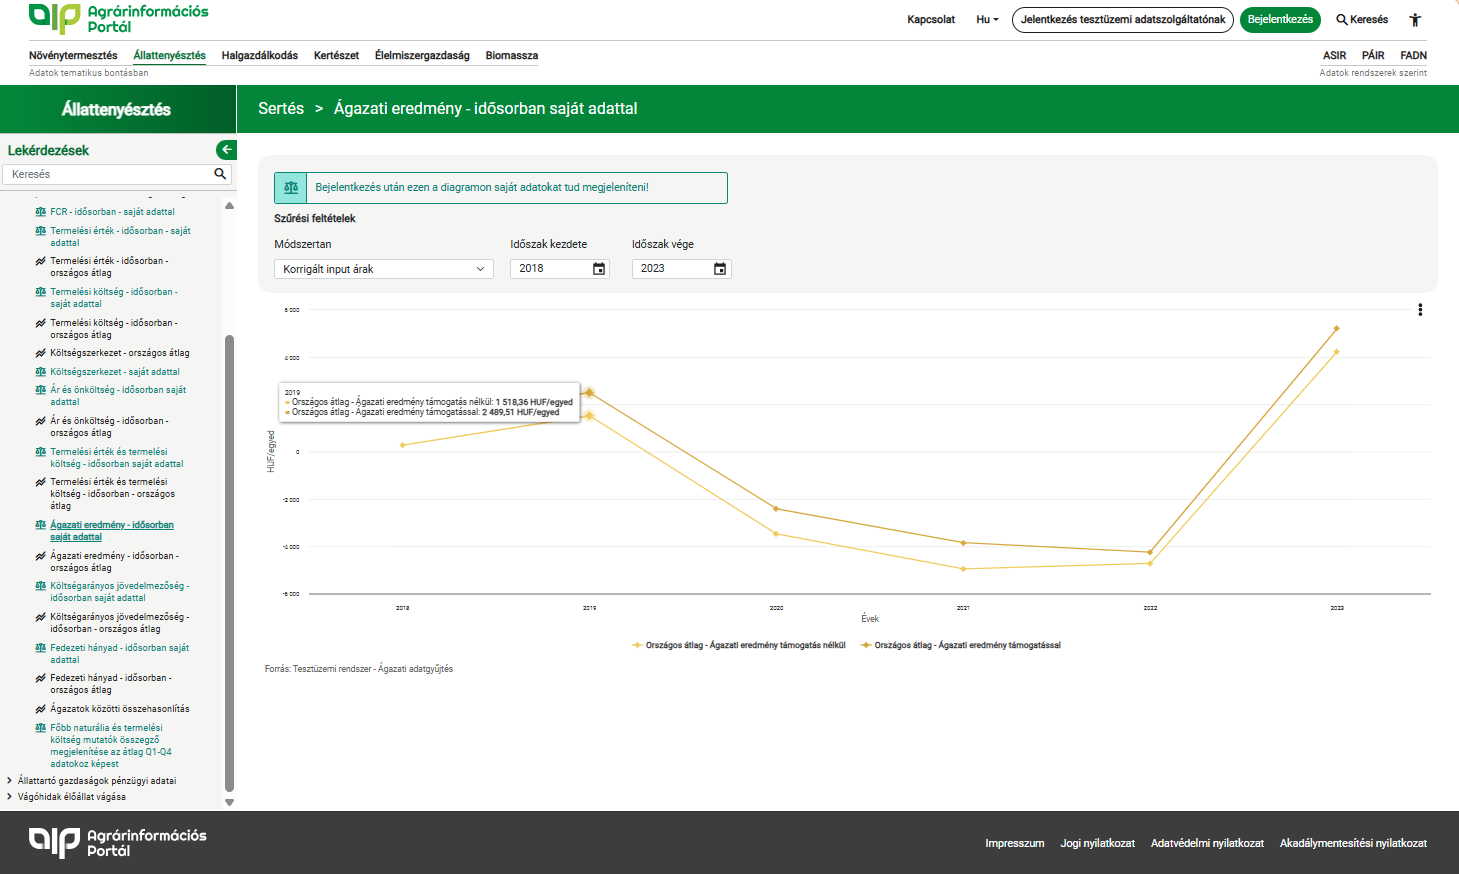 Agrárinformációs
Portál
Kapcsolat
Hu
Jelentkezés tesztüzemi adatszolgáltatónak
Bejelentkezés
Keresés
Növénytermesztés
Állattenyésztés
Halgazdálkodás
Kertészet
Élelmiszergazdaság
Biomassza
Adatok tematikus bontásban
ASIR
PÁIR
FADN
Adatok rendszerek szerint
Állattenyésztés
Sertés > Ágazati eredmény - idősorban saját adattal
Lekérdezések
Keresés
FCR - idősorban - saját adattal
Termelési érték - idősorban - saját
adattal
Termelési érték - idősorban -
országos átlag
Termelési költség - idősorban -
saját adattal
Termelési költség - idősorban -
országos átlag
Költségszerkezet - országos átlag
Költségszerkezet - saját adattal
Ár és önköltség - idősorban saját
adattal
Ár és önköltség - idősorban -
országos átlag
Termelési érték és termelési
költség - idősorban saját adattal
Termelési érték és termelési
költség - idősorban - országos
átlag
Ágazati eredmény - idősorban
saját adattal
Ágazati eredmény - idősorban -
országos átlag
Költségarányos jövedelmezőség -
idősorban saját adattal
Költségarányos jövedelmezőség -
idősorban - országos átlag
Fedezeti hányad - idősorban saját
adattal
Fedezeti hányad - idősorban -
országos átlag
Ágazatok közötti összehasonlítás
Főbb naturália és termelési
költség mutatók összegző
megjelenítése az átlag Q1-Q4
adatokoz képest
Állattartó gazdaságok pénzügyi adatai
Vágóhidak élőállat vágása
Bejelentkezés után ezen a diagramon saját adatokat tud megjeleníteni!
Szűrési feltételek
Módszertan
Időszak kezdete
Időszak vége
Korrigált input árak
2018
2023
6 000
4 000
0
-2 000
-4 000
-6 000
HUF/egyed
2019
Országos átlag - Ágazati eredmény támogatás nélkül: 1 518,36 HUF/egyed
Országos átlag - Ágazati eredmény támogatással: 2 489,51 HUF/egyed
2018
2019
2020
2021
2022
2023
Évek
Országos átlag - Ágazati eredmény támogatás nélkül
Országos átlag - Ágazati eredmény támogatással
Forrás: Tesztüzemi rendszer - Ágazati adatgyűjtés
Agrárinformációs
Portál
Impresszum
Jogi nyilatkozat
Adatvédelmi nyilatkozat
Akadálymentesítési nyilatkozat